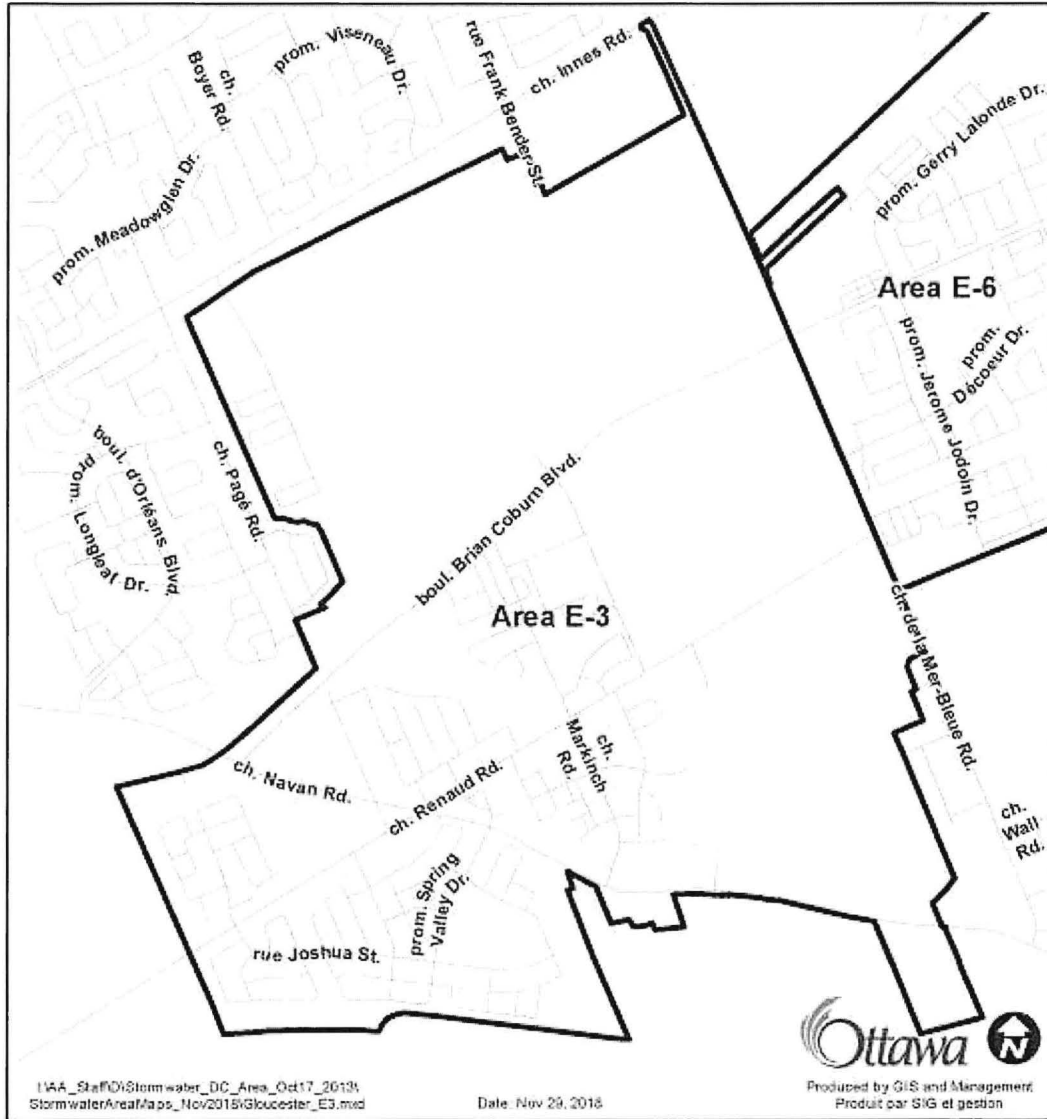 prom. Viseneau Dr.
ch.
Boyer Rd.
rue Frank Bender St.
ch. Innes Rd.
prom. Meadowglen Dr.
prom. Gerry Lalonde Dr.
Area E-6
prom.
Décoeur Dr.
prom. Jerome Jodoin Dr.
boul. d'Orléans Blvd.
prom. Longleaf Dr.
ch. Pagé Rd.
boul. Brian Coburn Blvd.
Area E-3
ch. de la Mer-Bleue Rd.
ch.
Markinch
Rd.
ch. Navan Rd.
ch. Renaud Rd.
ch.
Wall
Rd.
prom. Spring
Valley Dr.
rue Joshua St.
Ottawa
N
I:\AA_Staff\D\Stormwater_DC_Area_Oct17_2013\
StormwaterAreaMaps_Nov2018\Gloucester_E3.mxd
Date: Nov 29, 2018
Produced by GIS and Management
Produit par SIG et gestion